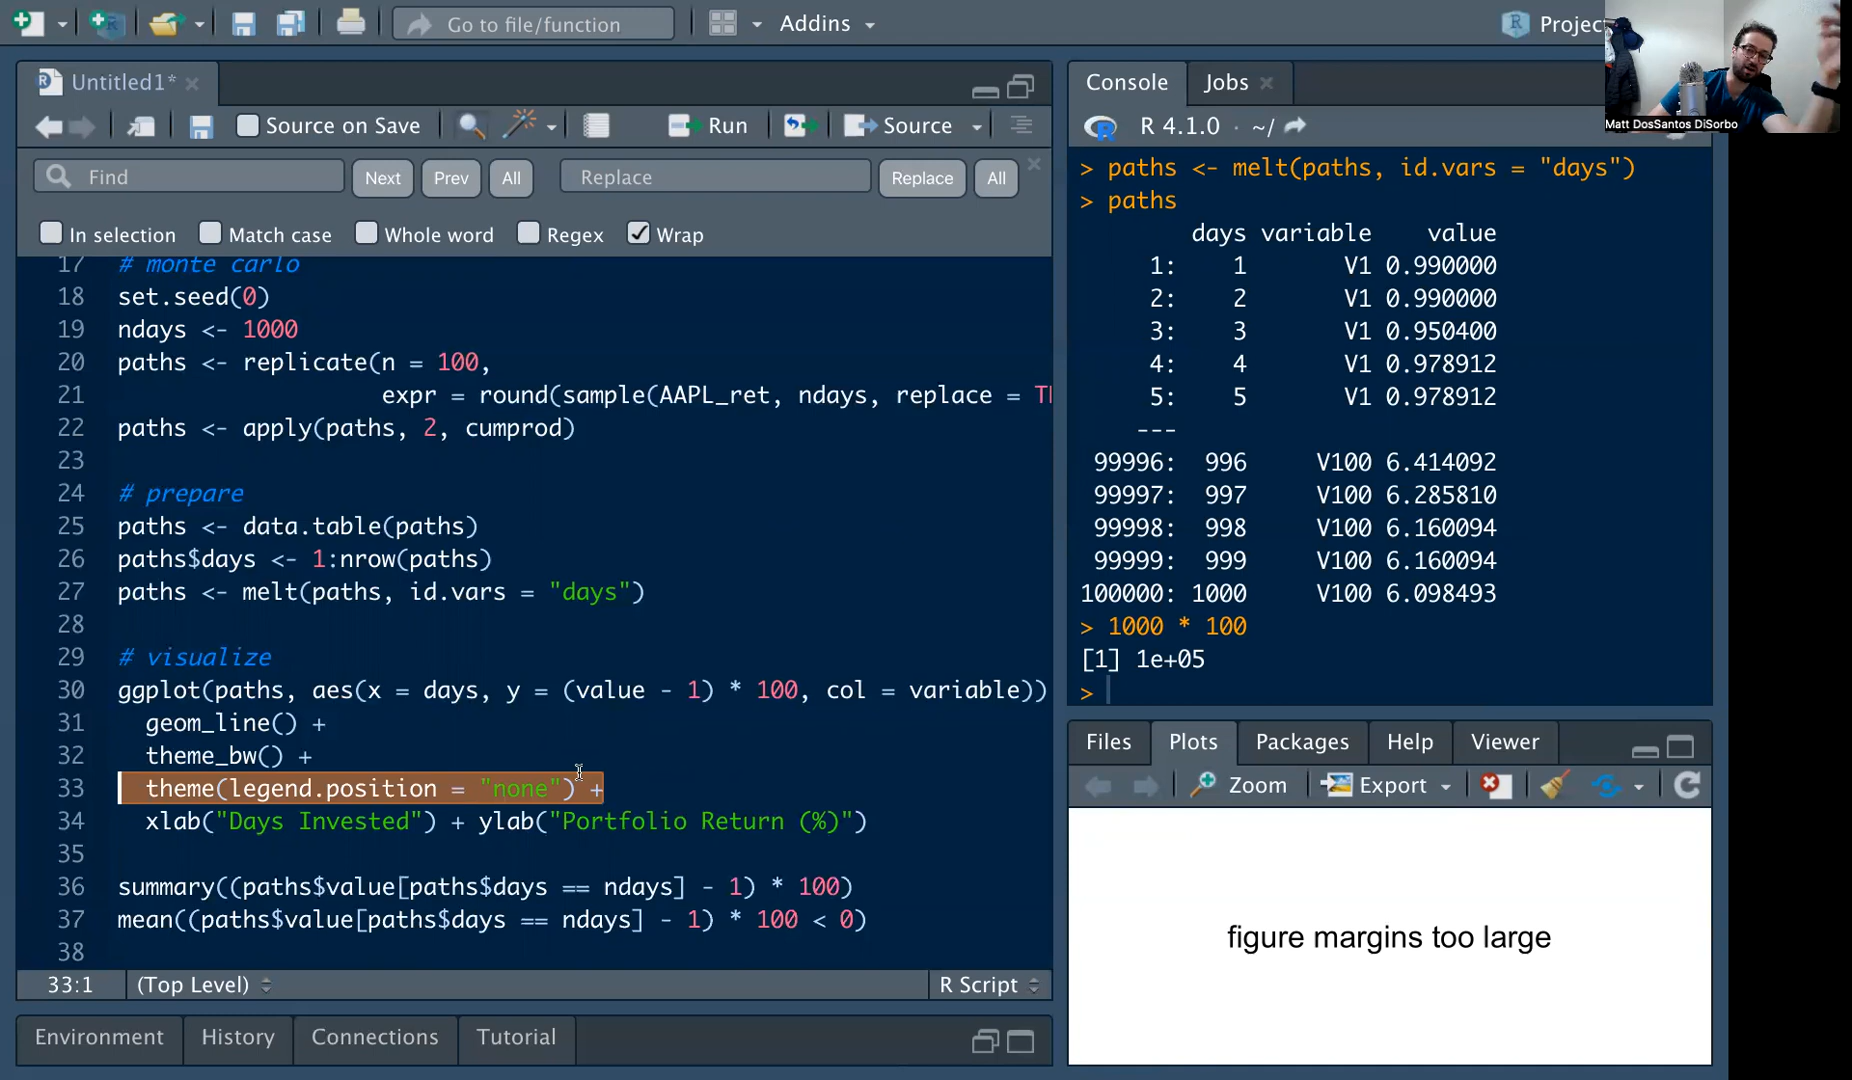 Go to file/function
Addins
Projec
Matt DosSantos DiSorbo
Untitled1*
Source on Save
Run
Source
Find
Next
Prev
All
Replace
Replace
All
In selection
Match case
Whole word
Regex
Wrap
17 # monte carlo
18 set.seed(0)
19 ndays <- 1000
20 paths <- replicate(n = 100,
21 expr = round(sample(AAPL_ret, ndays, replace = T
22 paths <- apply(paths, 2, cumprod)
23
24 # prepare
25 paths <- data.table(paths)
26 paths$days <- 1:nrow(paths)
27 paths <- melt(paths, id.vars = "days")
28
29 # visualize
30 ggplot(paths, aes(x = days, y = (value - 1) * 100, col = variable))
31 geom_line() +
32 theme_bw() +
33 theme(legend.position = "none") +
34 xlab("Days Invested") + ylab("Portfolio Return (%)")
35
36 summary((paths$value[paths$days == ndays] - 1) * 100)
37 mean((paths$value[paths$days == ndays] - 1) * 100 < 0)
38
33:1
(Top Level)
R Script
Environment
History
Connections
Tutorial
Console
Jobs
R 4.1.0 · ~/
> paths <- melt(paths, id.vars = "days")
> paths
days variable value
1: 1 V1 0.990000
2: 2 V1 0.990000
3: 3 V1 0.950400
4: 4 V1 0.978912
5: 5 V1 0.978912
---
99996: 996 V100 6.414092
99997: 997 V100 6.285810
99998: 998 V100 6.160094
99999: 999 V100 6.160094
100000: 1000 V100 6.098493
> 1000 * 100
[1] 1e+05
>
Files
Plots
Packages
Help
Viewer
Zoom
Export
figure margins too large